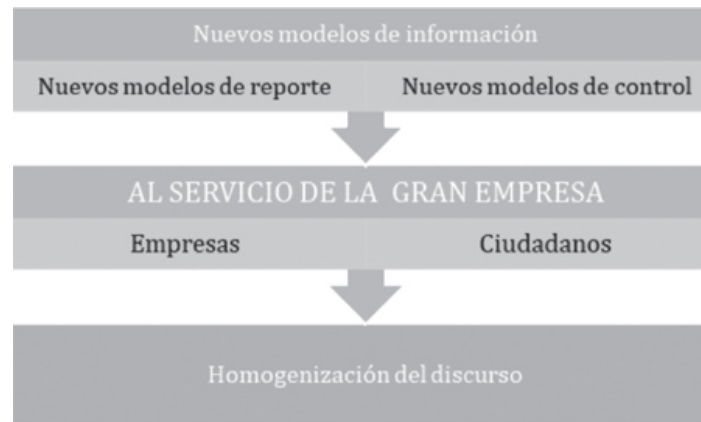 Nuevos modelos de información
Nuevos modelos de reporte
Nuevos modelos de control
AL SERVICIO DE LA GRAN EMPRESA
Empresas
Ciudadanos
Homogenización del discurso